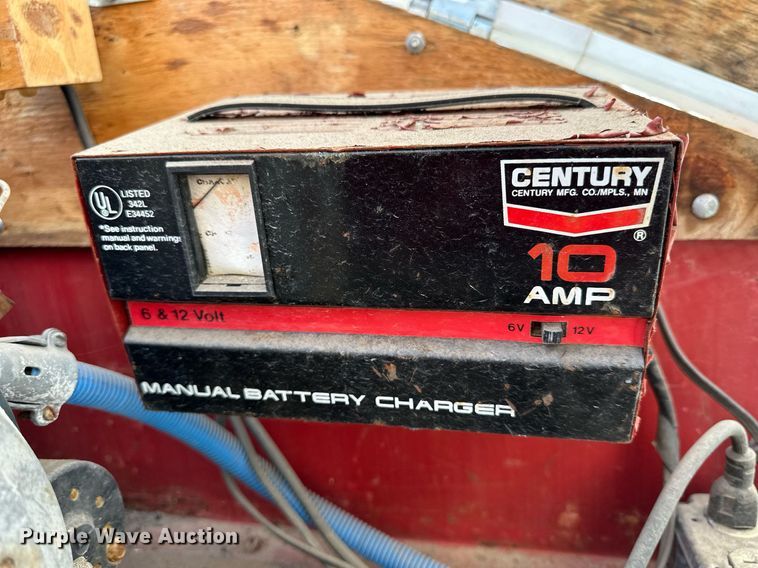 LISTED
342L
E34452
UL
*See instruction
manual and warning
on back panel.
CENTURY
CENTURY MFG. CO./MPLS., MN
®
10
AMP
6 & 12 Volt
6V 12V
MANUAL BATTERY CHARGER
Purple Wave Auction